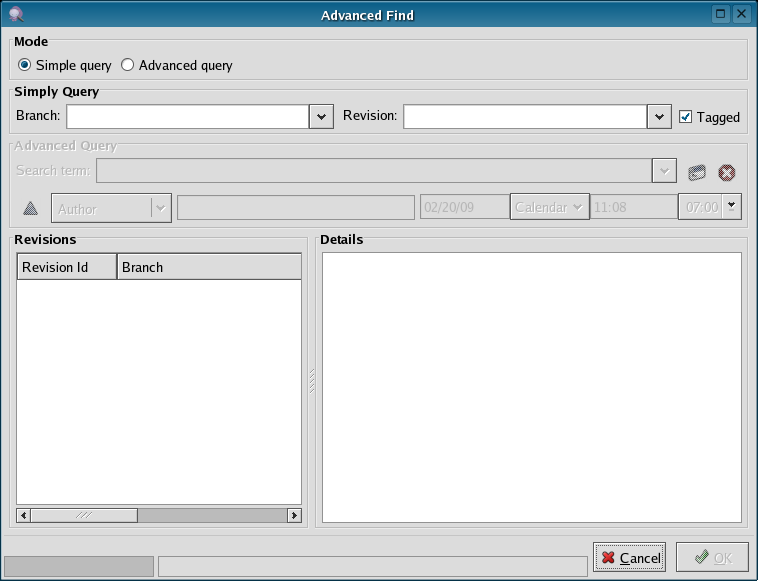 Advanced Find
Mode
Simple query Advanced query
Simply Query
Branch: Revision: Tagged
Advanced Query
Search term:
Author 02/20/09 Calendar 11:08 07:00
Revisions Details
Revision Id Branch
Cancel OK